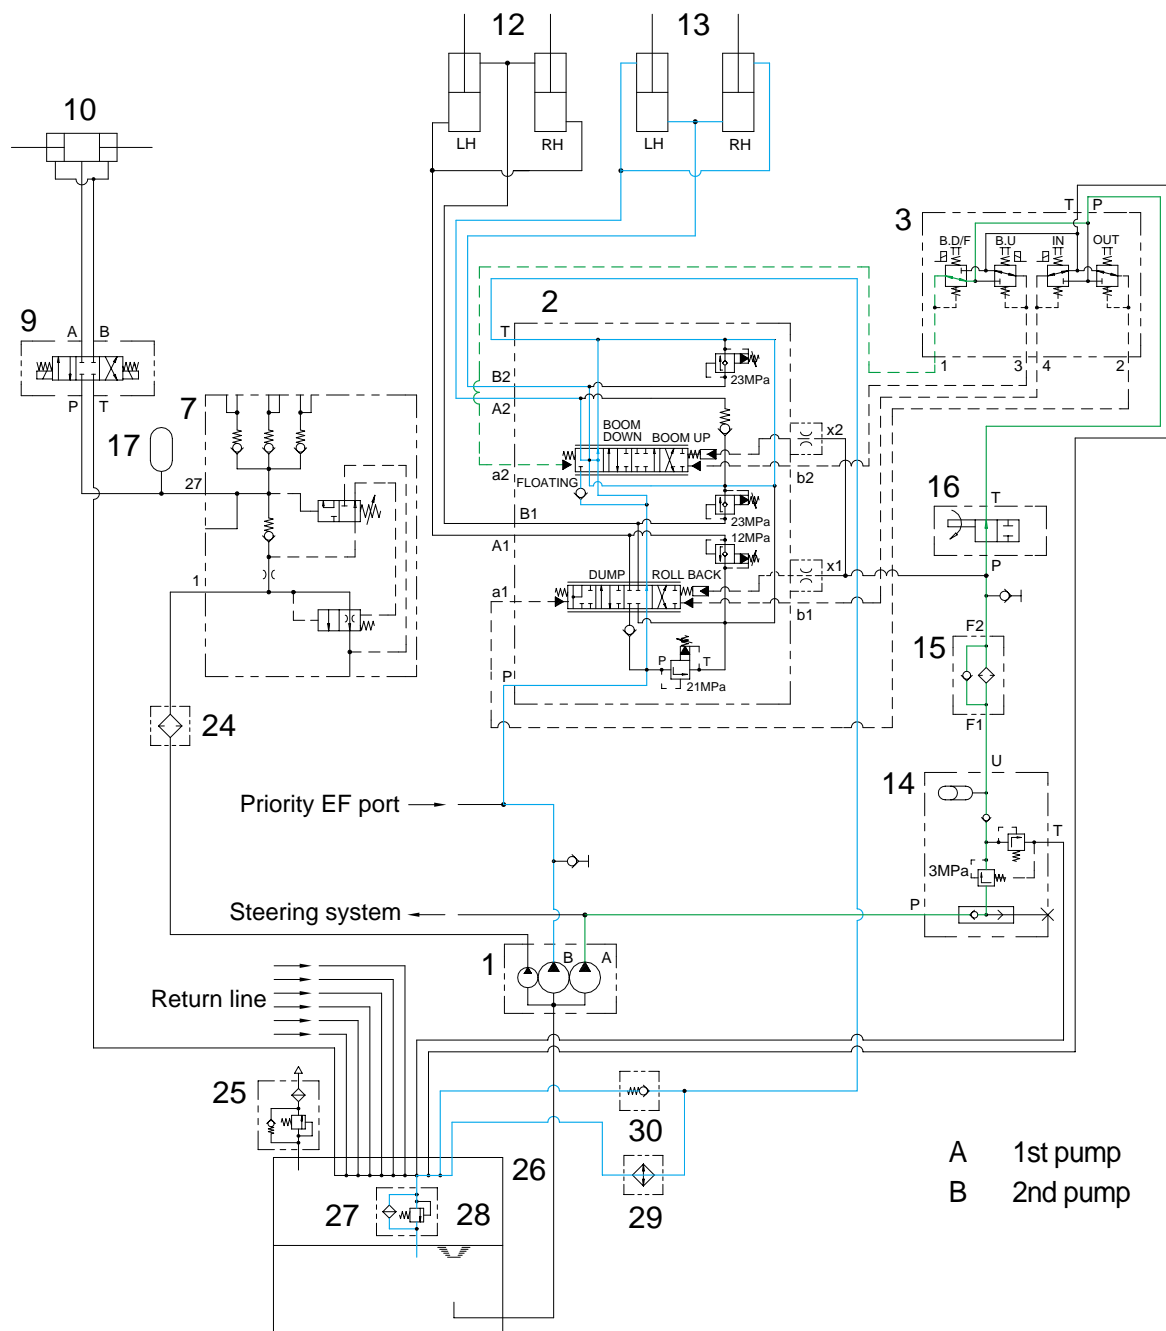 12 13
10
LH RH LH RH
T P
3
B.D/F B.U IN OUT
9 A B
2
T
1 3 4 2
P T
7
B2 23MPa
A2
17
BOOM
DOWN BOOM UP x2
a2 b2
27 FLOATING
16 T
B1 23MPa
12MPa
A1
P
1 DUMP ROLL BACK x1
a1 b1
F2
15
P T
P 21MPa
24
F1
U
14
Priority EF port
T
3MPa
Steering system P
1 B A
Return line
25
30
26
A 1st pump
B 2nd pump
27 28 29